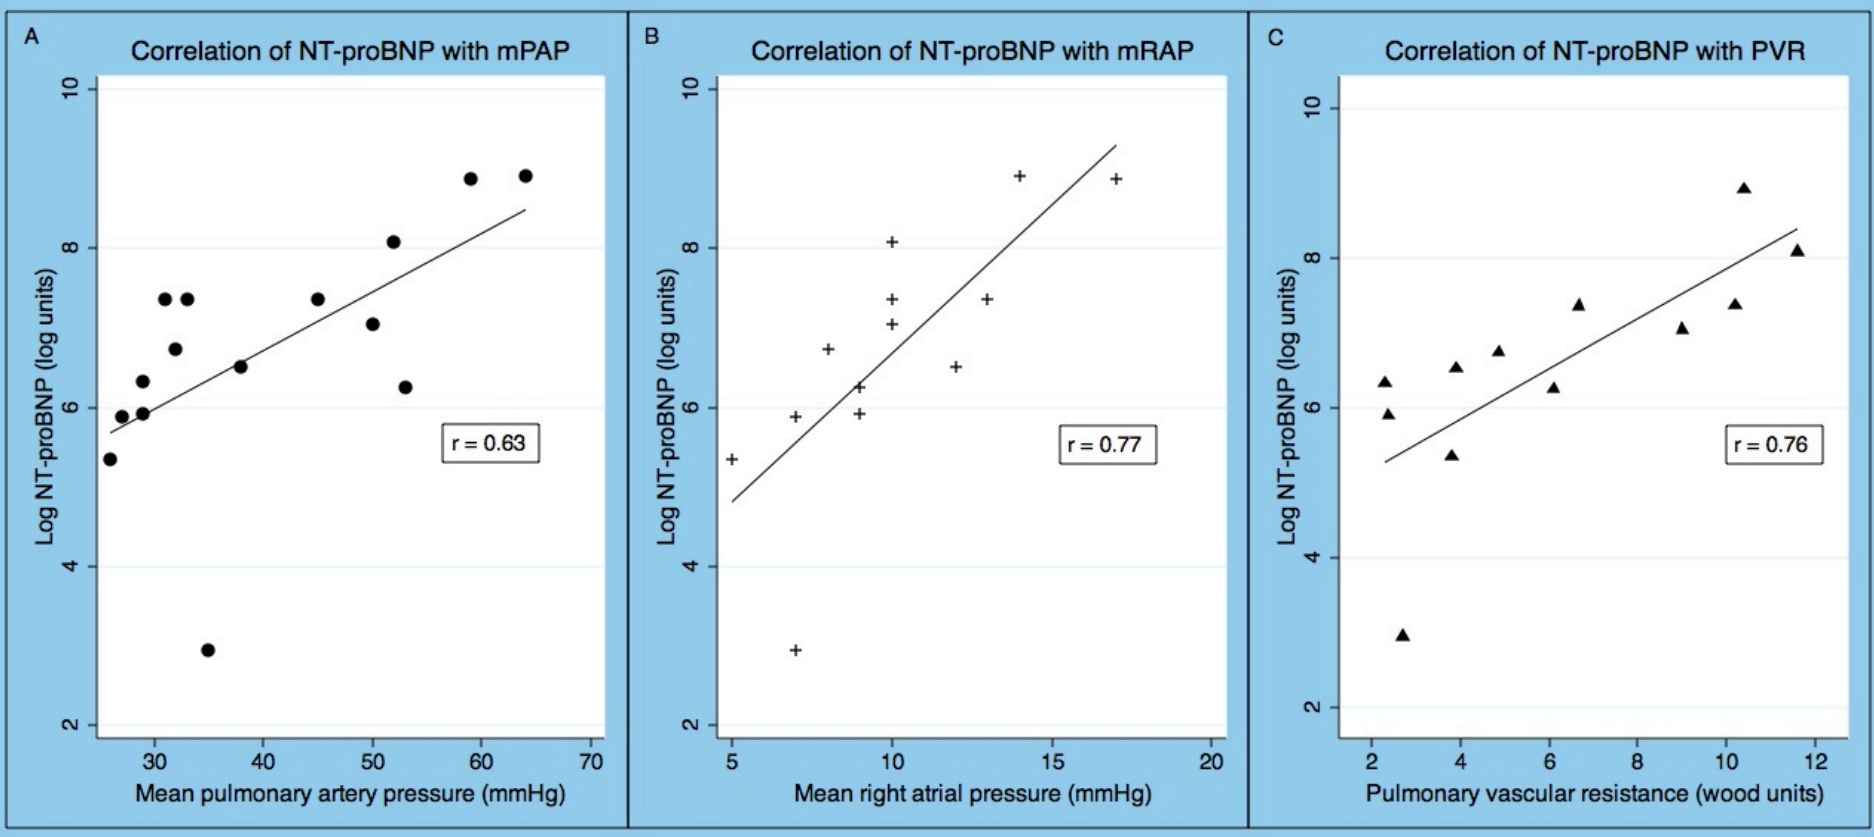 A
Correlation of NT-proBNP with mPAP
10
8
6
4
2
Log NT-proBNP (log units)
r = 0.63
30 40 50 60 70
Mean pulmonary artery pressure (mmHg)
B
Correlation of NT-proBNP with mRAP
10
8
6
4
2
Log NT-proBNP (log units)
r = 0.77
5 10 15 20
Mean right atrial pressure (mmHg)
C
Correlation of NT-proBNP with PVR
10
8
6
4
2
Log NT-proBNP (log units)
r = 0.76
2 4 6 8 10 12
Pulmonary vascular resistance (wood units)